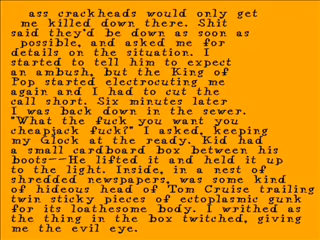 ass crackheads would only get
me killed down there. Shit
said they'd be down as soon as
possible, and asked me for
details on the situation. I
started to tell him to expect
an ambush, but the King of
Pop started electrocuting me
again and I had to cut the
call short. Six minutes later
I was back down in the sewer.
"What the fuck you want you
cheapjack fuck?" I asked, keeping
my Glock at the ready. Kid had
a small cardboard box between his
boots--He lifted it and held it up
to the light. Inside, in a nest of
shredded newspapers, was some kind
of hideous head of Tom Cruise trailing
twin sticky pieces of ectoplasmic gunk
for its loathesome body. I writhed as
the thing in the box twitched, giving
me the evil eye.